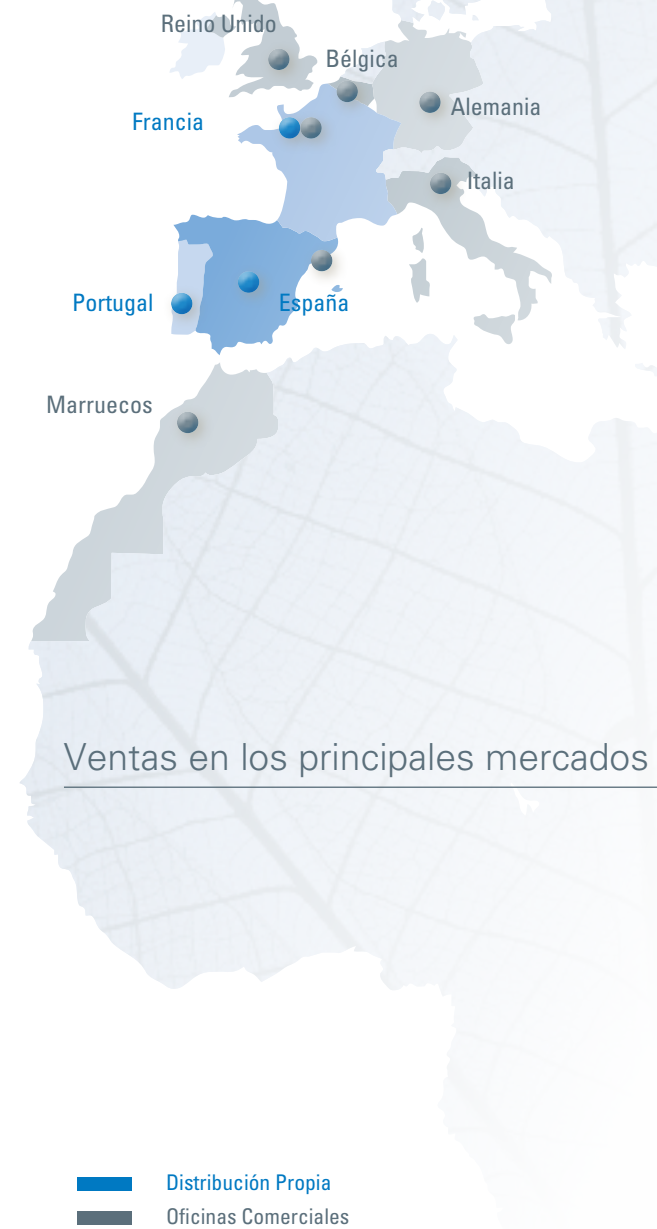 Reino Unido
Bélgica
Alemania
Francia
Italia
Portugal
España
Marruecos
Ventas en los principales mercados
Distribución Propia
Oficinas Comerciales